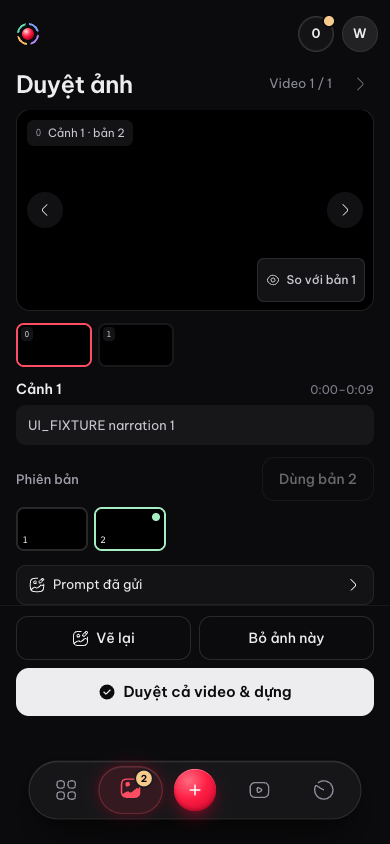 0 W
Duyệt ảnh Video 1 / 1
0 Cảnh 1 · bản 2
So với bản 1
0 1
Cảnh 1 0:00–0:09
UI_FIXTURE narration 1
Phiên bản Dùng bản 2
1 2
Prompt đã gửi
Vẽ lại Bỏ ảnh này
Duyệt cả video & dựng
2